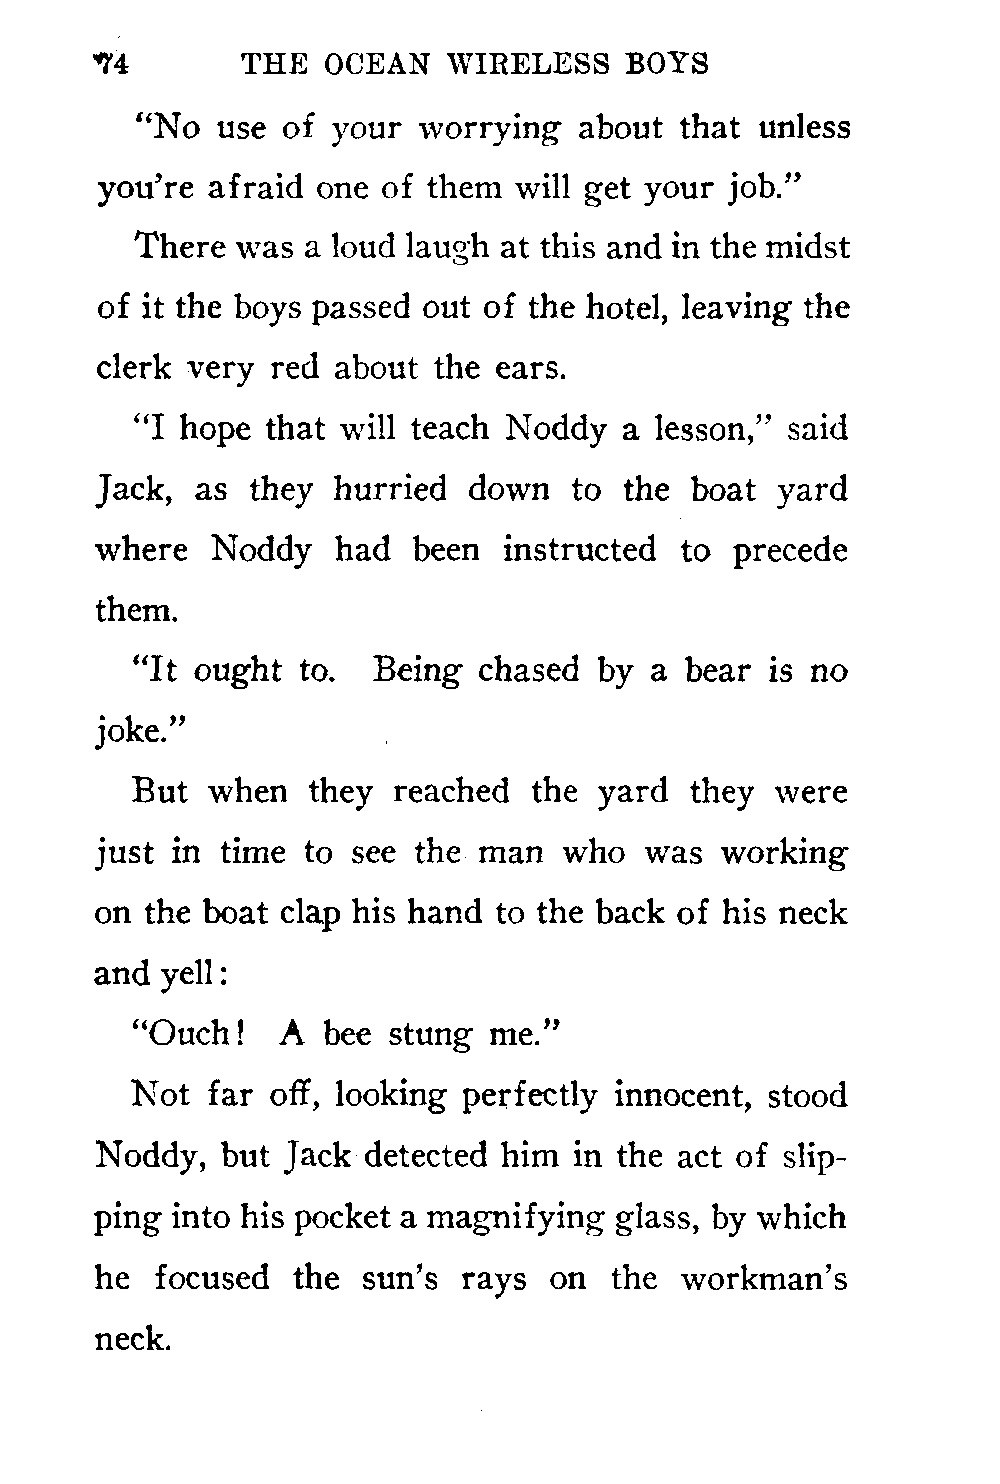 74 THE OCEAN WIRELESS BOYS
“No use of your worrying about that unless
you’re afraid one of them will get your job.”
There was a loud laugh at this and in the midst
of it the boys passed out of the hotel, leaving the
clerk very red about the ears.
“I hope that will teach Noddy a lesson,” said
Jack, as they hurried down to the boat yard
where Noddy had been instructed to precede
them.
“It ought to. Being chased by a bear is no
joke.”
But when they reached the yard they were
just in time to see the man who was working
on the boat clap his hand to the back of his neck
and yell:
“Ouch! A bee stung me.”
Not far off, looking perfectly innocent, stood
Noddy, but Jack detected him in the act of slip-
ping into his pocket a magnifying glass, by which
he focused the sun’s rays on the workman’s
neck.